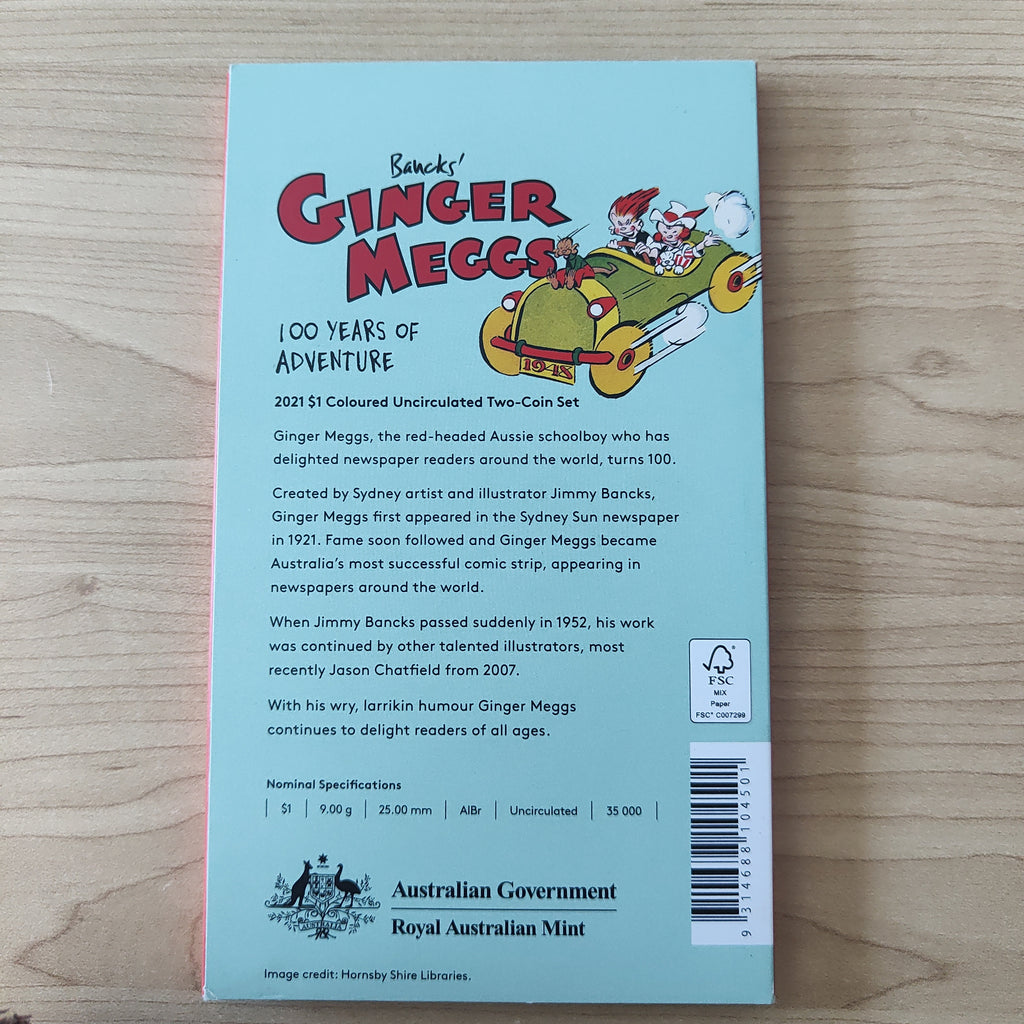 Bancks'
GINGER
MEGGS
1948
100 YEARS OF
ADVENTURE
2021 $1 Coloured Uncirculated Two-Coin Set
Ginger Meggs, the red-headed Aussie schoolboy who has
delighted newspaper readers around the world, turns 100.
Created by Sydney artist and illustrator Jimmy Bancks,
Ginger Meggs first appeared in the Sydney Sun newspaper
in 1921. Fame soon followed and Ginger Meggs became
Australia's most successful comic strip, appearing in
newspapers around the world.
When Jimmy Bancks passed suddenly in 1952, his work
was continued by other talented illustrators, most
recently Jason Chatfield from 2007.
With his wry, larrikin humour Ginger Meggs
continues to delight readers of all ages.
FSC®
MIX
Paper
FSC® C007299
Nominal Specifications
| $1 | 9.00 g | 25.00 mm | AlBr | Uncirculated | 35 000 |
9 314688 104501
AUSTRALIA
Australian Government
Royal Australian Mint
Image credit: Hornsby Shire Libraries.